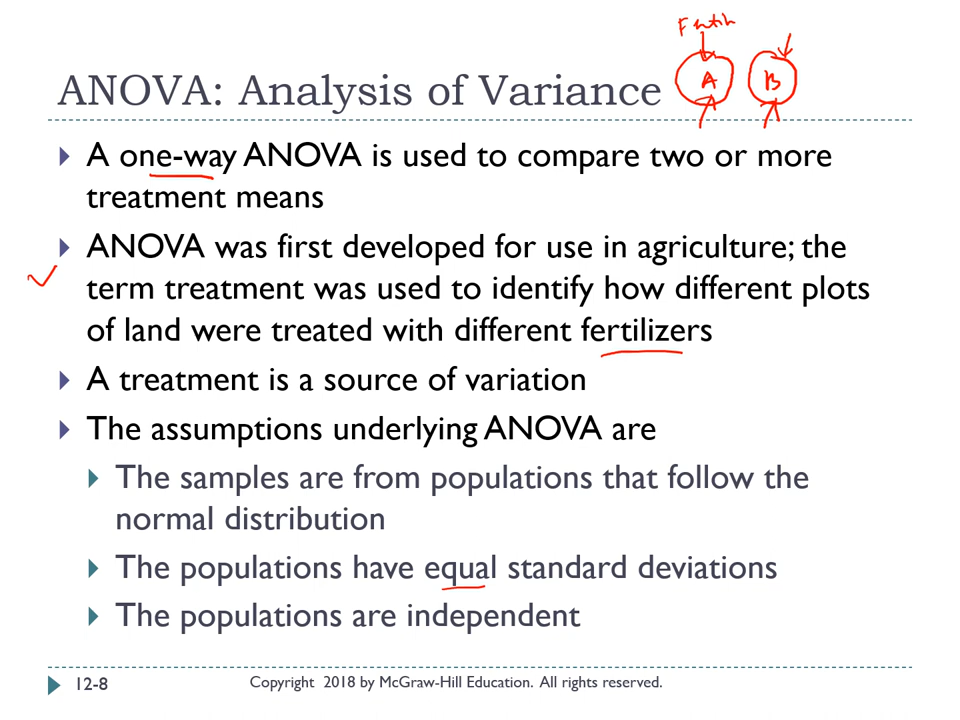 ANOVA: Analysis of Variance
A
B
A one-way ANOVA is used to compare two or more
treatment means
ANOVA was first developed for use in agriculture; the
term treatment was used to identify how different plots
of land were treated with different fertilizers
A treatment is a source of variation
The assumptions underlying ANOVA are
The samples are from populations that follow the
normal distribution
The populations have equal standard deviations
The populations are independent
12-8
Copyright 2018 by McGraw-Hill Education. All rights reserved.